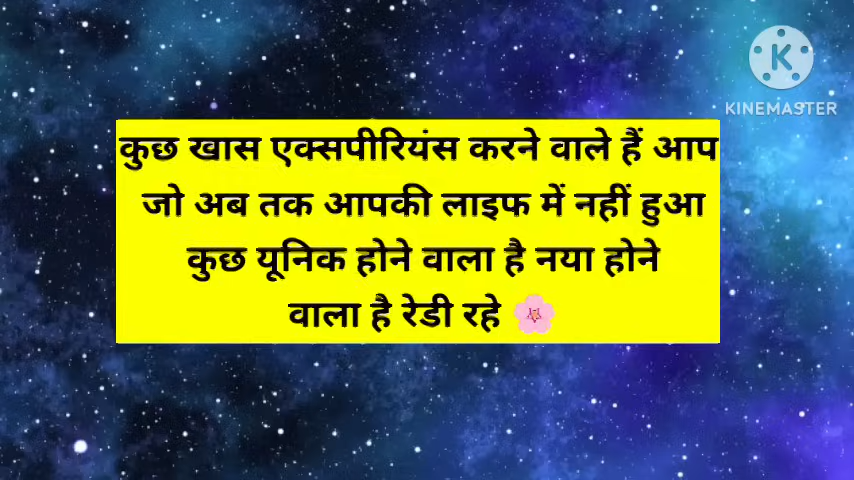 KINEMASTER
कुछ खास एक्सपीरियंस करने वाले हैं आप
जो अब तक आपकी लाइफ में नहीं हुआ
कुछ यूनिक होने वाला है नया होने
वाला है रेडी रहे 🌸